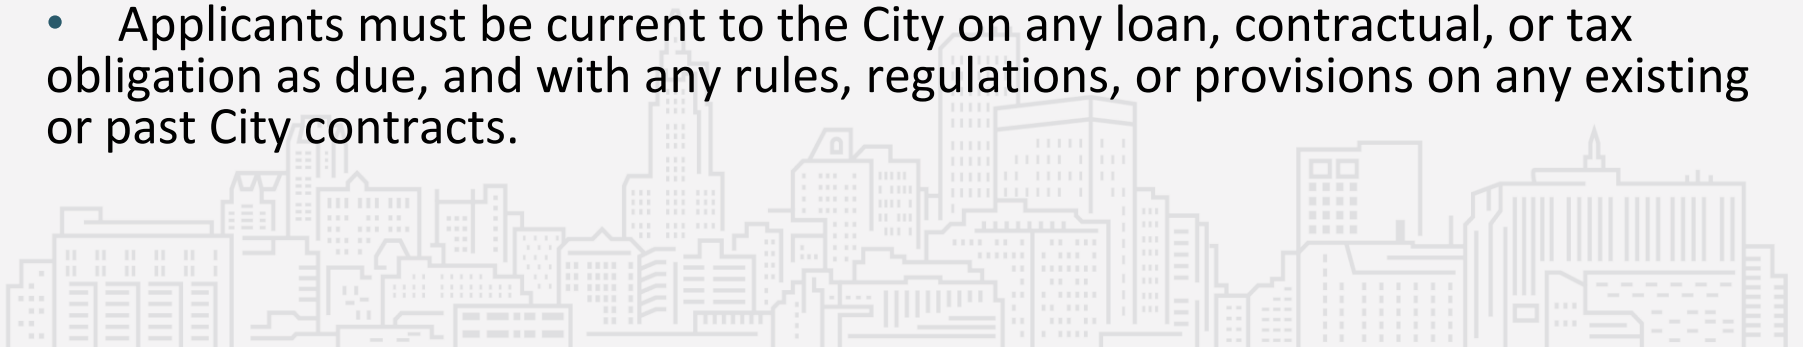 • Applicants must be current to the City on any loan, contractual, or tax
obligation as due, and with any rules, regulations, or provisions on any existing
or past City contracts.